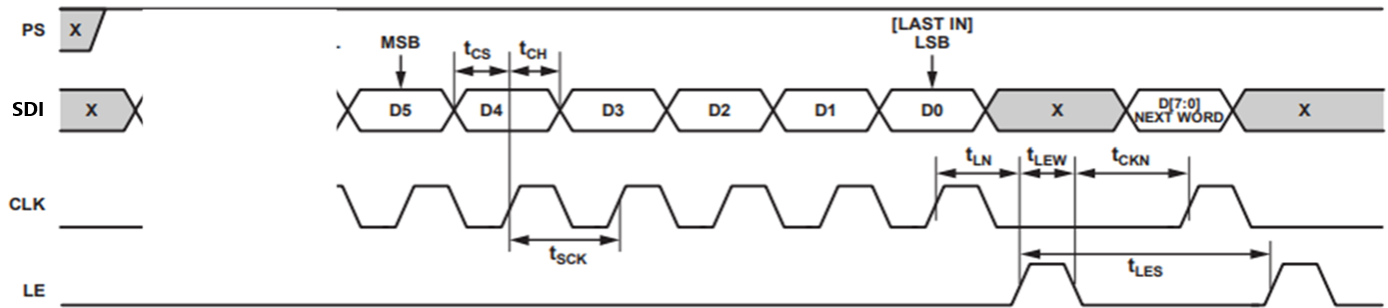 PS
X
[LAST IN]
MSB
tCS
tCH
LSB
SDI
X
D5
D4
D3
D2
D1
D0
X
D[7:0]
NEXT WORD
X
tLN
tLEW
tCKN
CLK
tSCK
tLES
LE